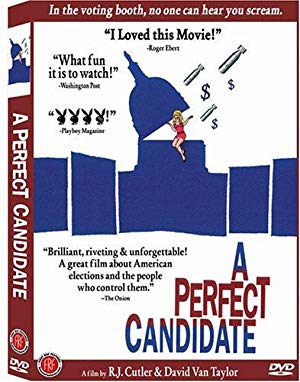 In the voting booth, no one can hear you scream.
"I Loved this Movie!"
-Roger Ebert
"What fun
it is to watch!"
-Washington Post
!"
-Playboy Magazine
$
$
$
"Brilliant, riveting & unforgettable!
A great film about American
elections and the people
who control them."
--The Onion
A
PERFECT
CANDIDATE
A film by R.J. Cutler & David Van Taylor
DVD
A PERFECT CANDIDATE
FRF
DVD